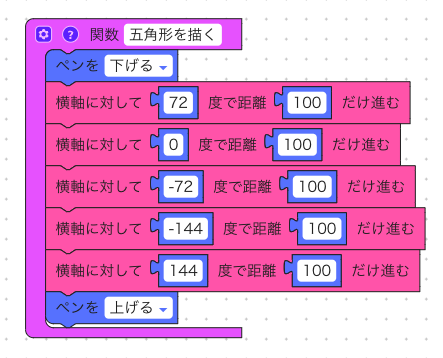 ? 関数 五角形を描く
ペンを 下げる
横軸に対して 72 度で距離 100 だけ進む
横軸に対して 0 度で距離 100 だけ進む
横軸に対して -72 度で距離 100 だけ進む
横軸に対して -144 度で距離 100 だけ進む
横軸に対して 144 度で距離 100 だけ進む
ペンを 上げる